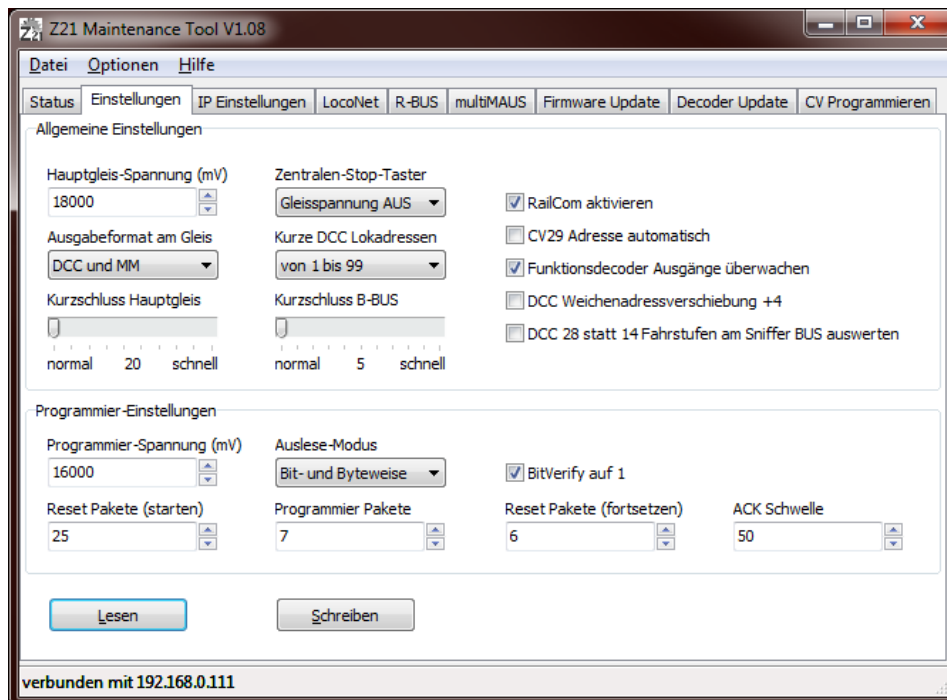 Z21 Maintenance Tool V1.08
Datei Optionen Hilfe
Status Einstellungen IP Einstellungen LocoNet R-BUS multiMAUS Firmware Update Decoder Update CV Programmieren
Allgemeine Einstellungen
Hauptgleis-Spannung (mV) Zentralen-Stop-Taster
18000 Gleisspannung AUS RailCom aktivieren
Ausgabeformat am Gleis Kurze DCC Lokadressen CV29 Adresse automatisch
DCC und MM von 1 bis 99 Funktionsdecoder Ausgänge überwachen
Kurzschluss Hauptgleis Kurzschluss B-BUS DCC Weichenadressverschiebung +4
DCC 28 statt 14 Fahrstufen am Sniffer BUS auswerten
normal 20 schnell normal 5 schnell
Programmier-Einstellungen
Programmier-Spannung (mV) Auslese-Modus
16000 Bit- und Byteweise BitVerify auf 1
Reset Pakete (starten) Programmier Pakete Reset Pakete (fortsetzen) ACK Schwelle
25 7 6 50
Lesen Schreiben
verbunden mit 192.168.0.111